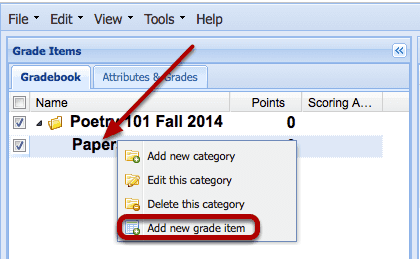 File Edit View Tools Help
Grade Items
Gradebook Attributes & Grades
Name Points Scoring A...
Poetry 101 Fall 2014 0
Paper
Add new category
Edit this category
Delete this category
Add new grade item